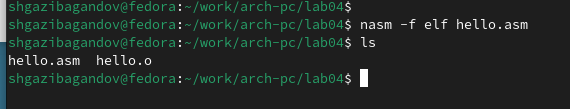 shgazibagandov@fedora:~/work/arch-pc/lab04$
shgazibagandov@fedora:~/work/arch-pc/lab04$ nasm -f elf hello.asm
shgazibagandov@fedora:~/work/arch-pc/lab04$ ls
hello.asm  hello.o
shgazibagandov@fedora:~/work/arch-pc/lab04$